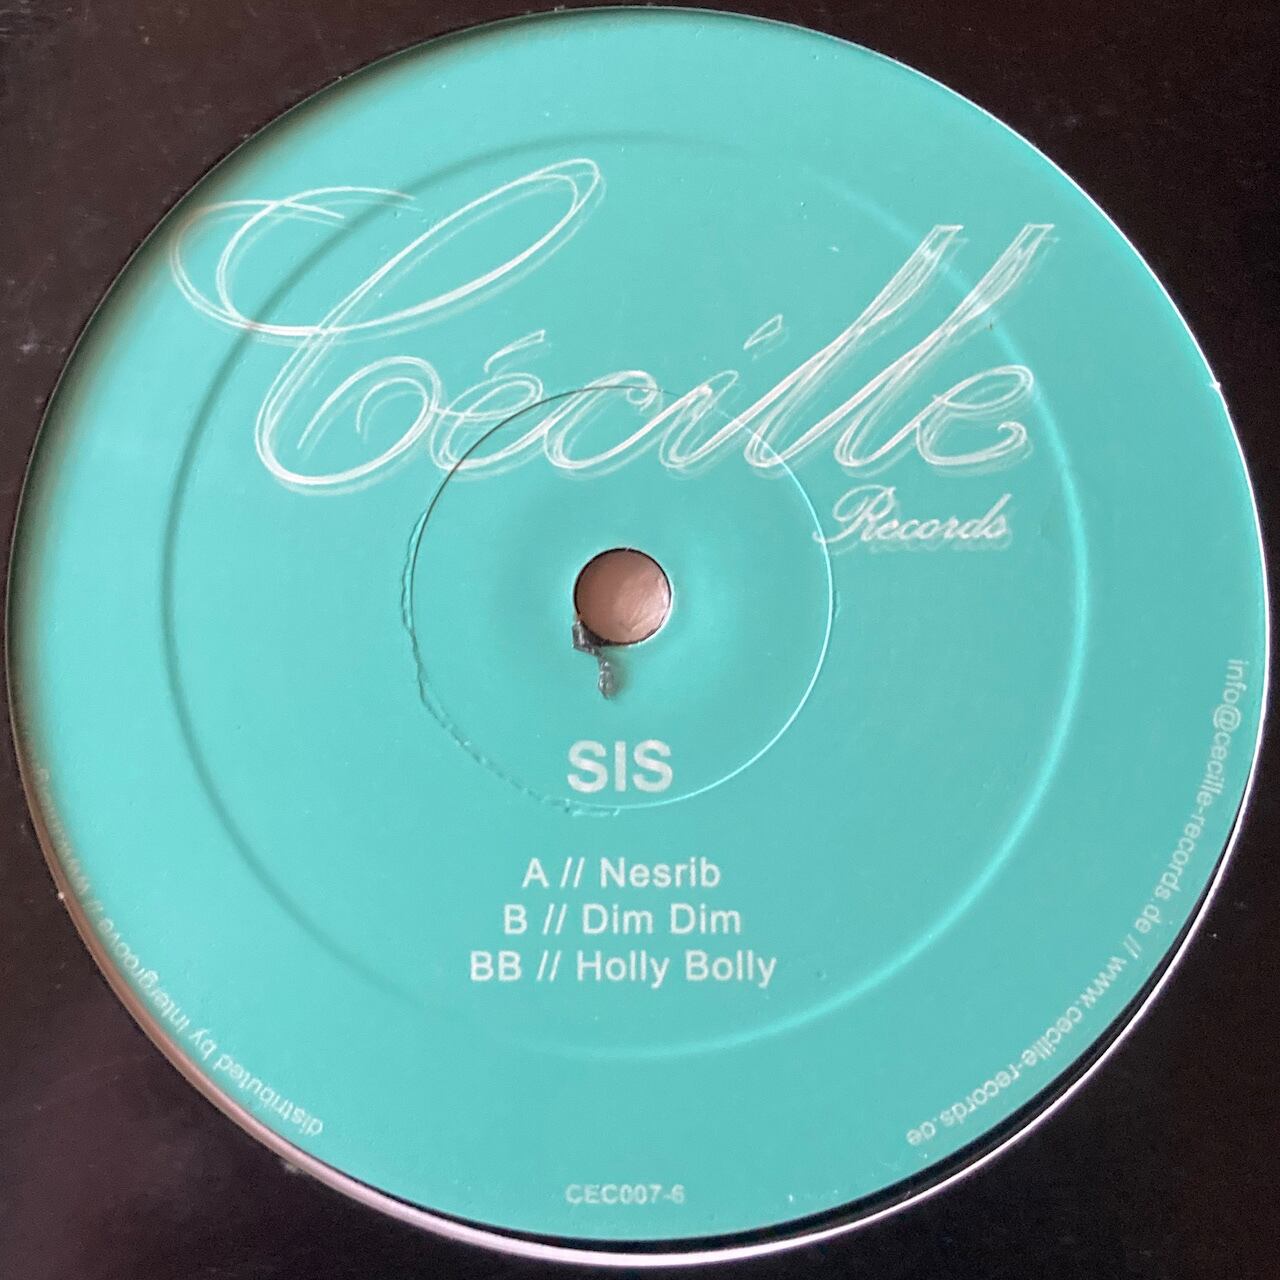 Cécille
Records
SIS
A // Nesrib
B // Dim Dim
BB // Holly Bolly
info@cecille-records.de // www.cecille-records.de
distributed by intergroove //
CEC007-6